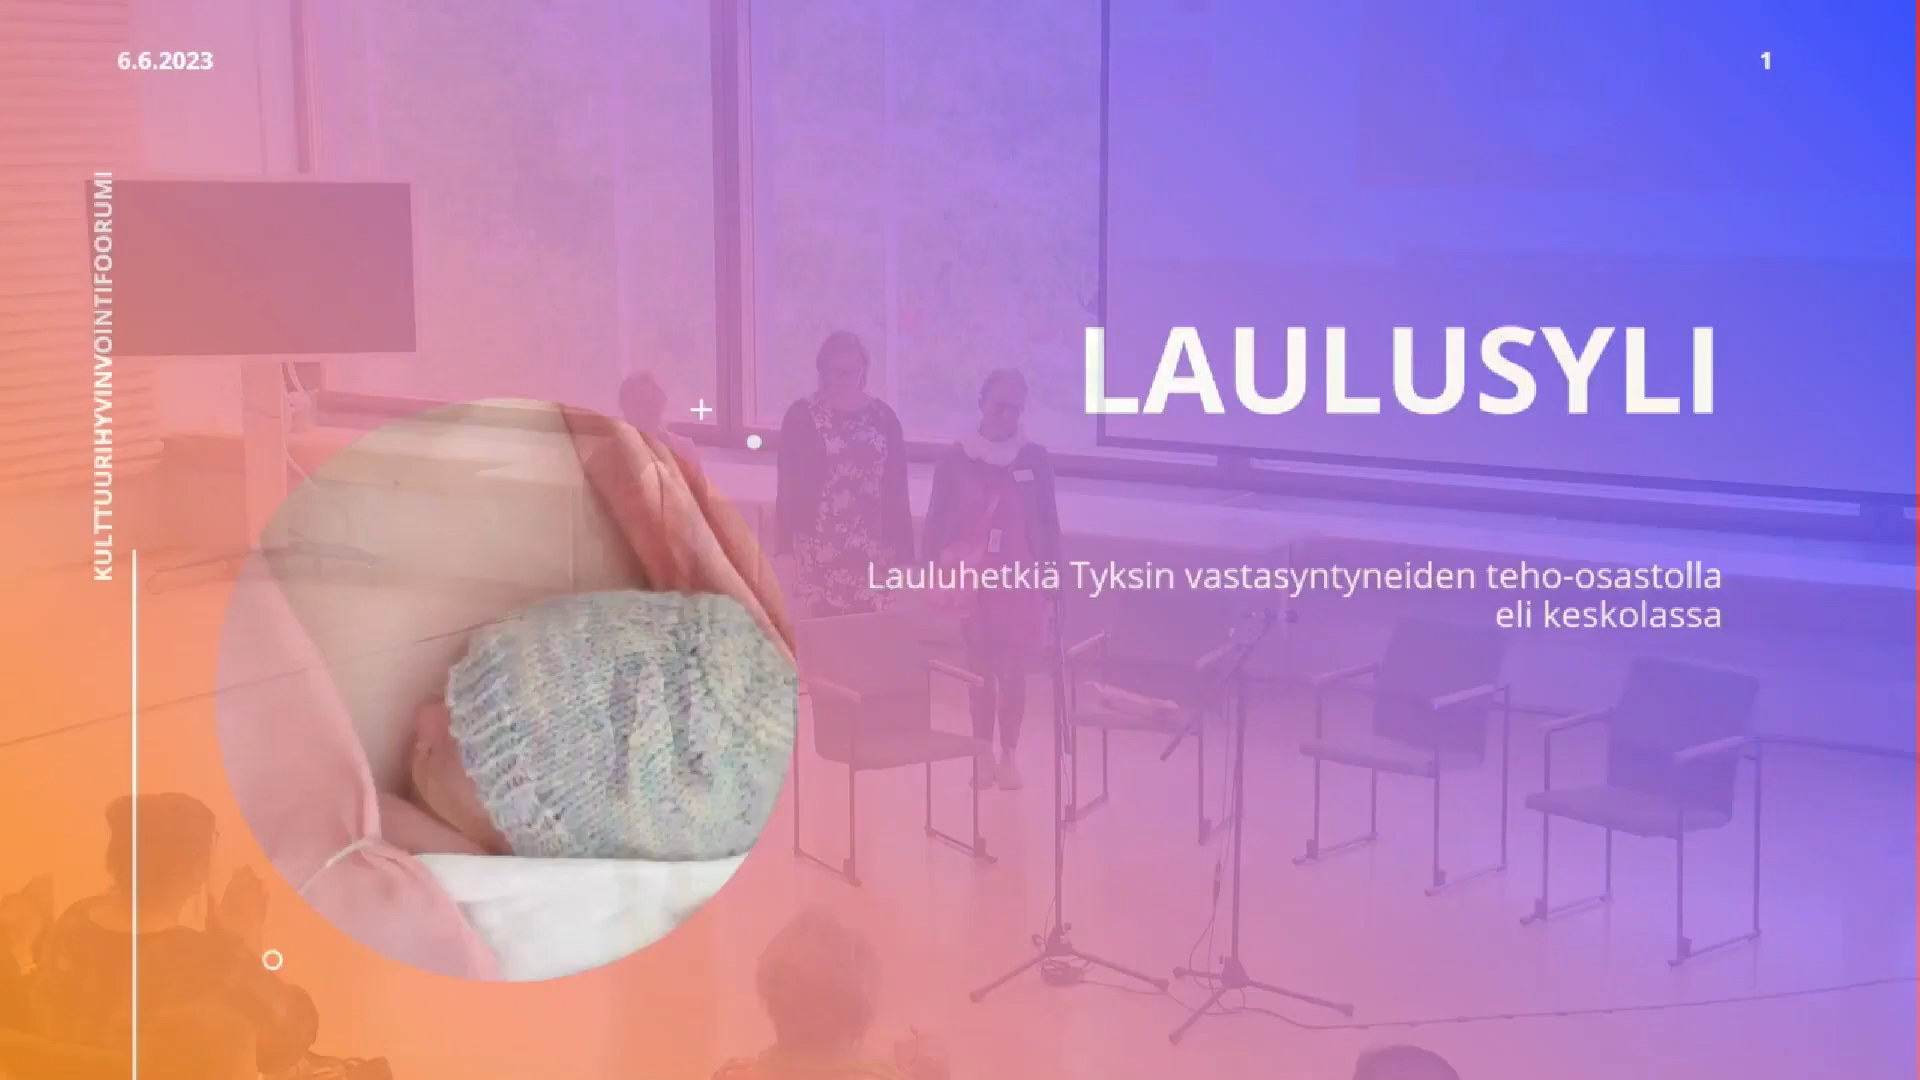 6.6.2023
1
KULTTUURIHYVINVOINTIFOORUMI
LAULUSYLI
Lauluhetkiä Tyksin vastasyntyneiden teho-osastolla
eli keskolassa